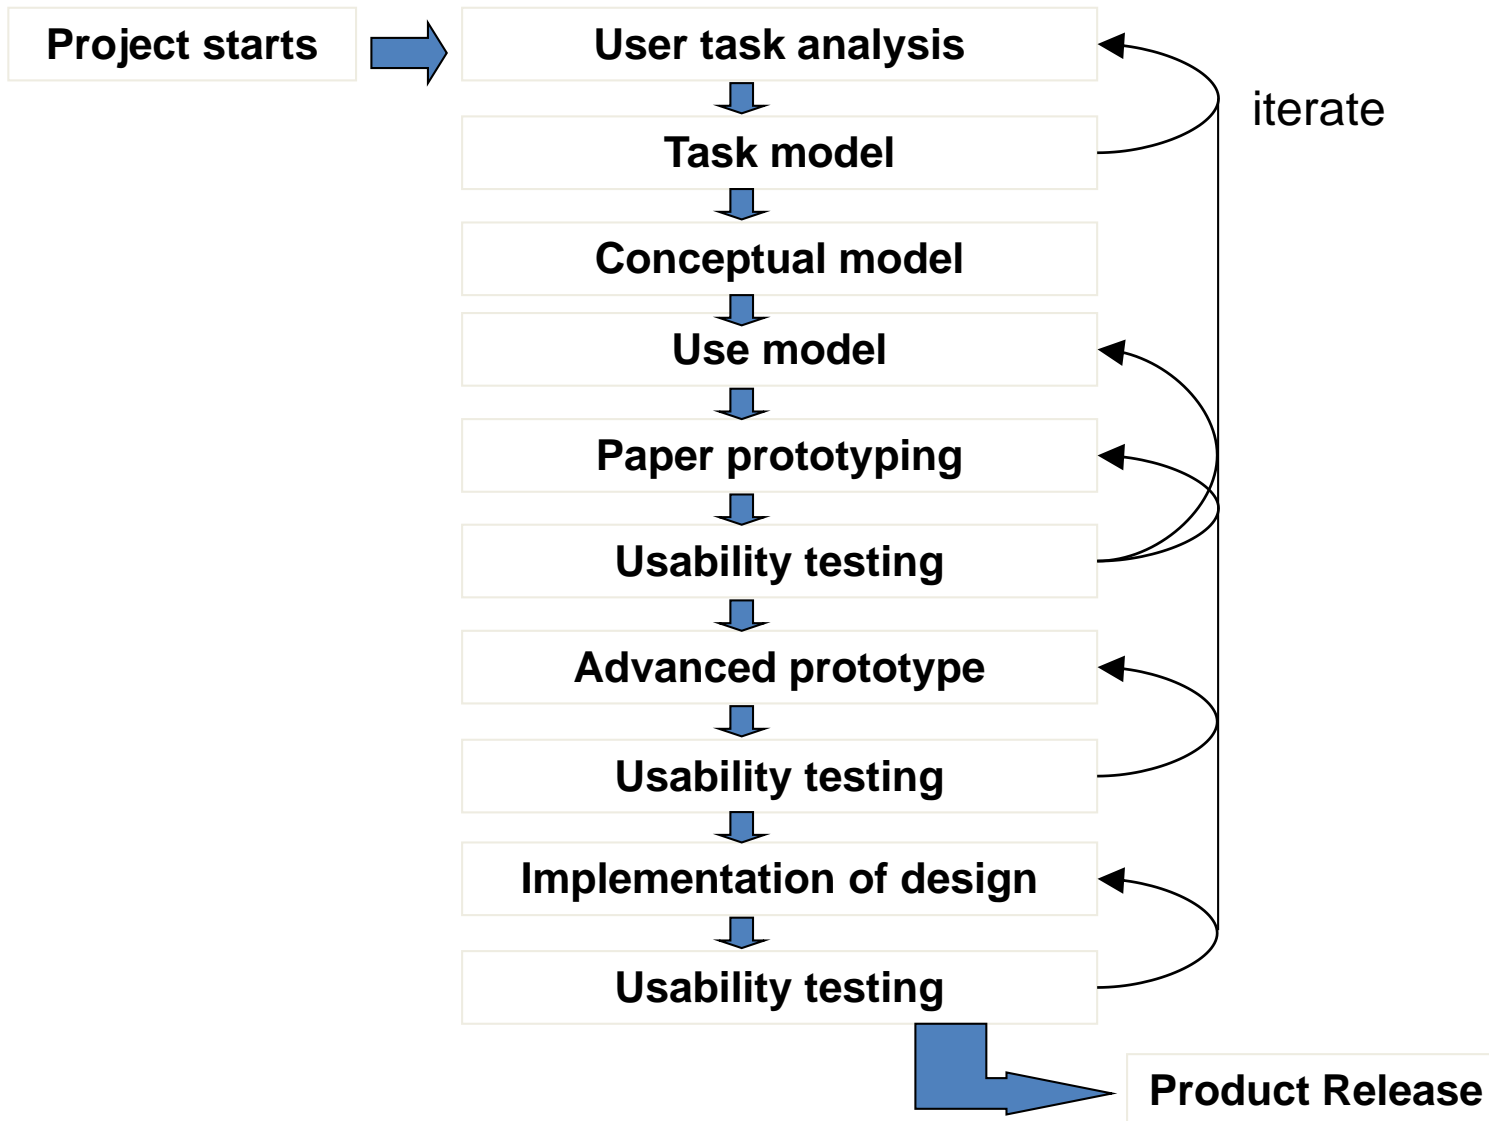 Project starts
User task analysis
iterate
Task model
Conceptual model
Use model
Paper prototyping
Usability testing
Advanced prototype
Usability testing
Implementation of design
Usability testing
Product Release